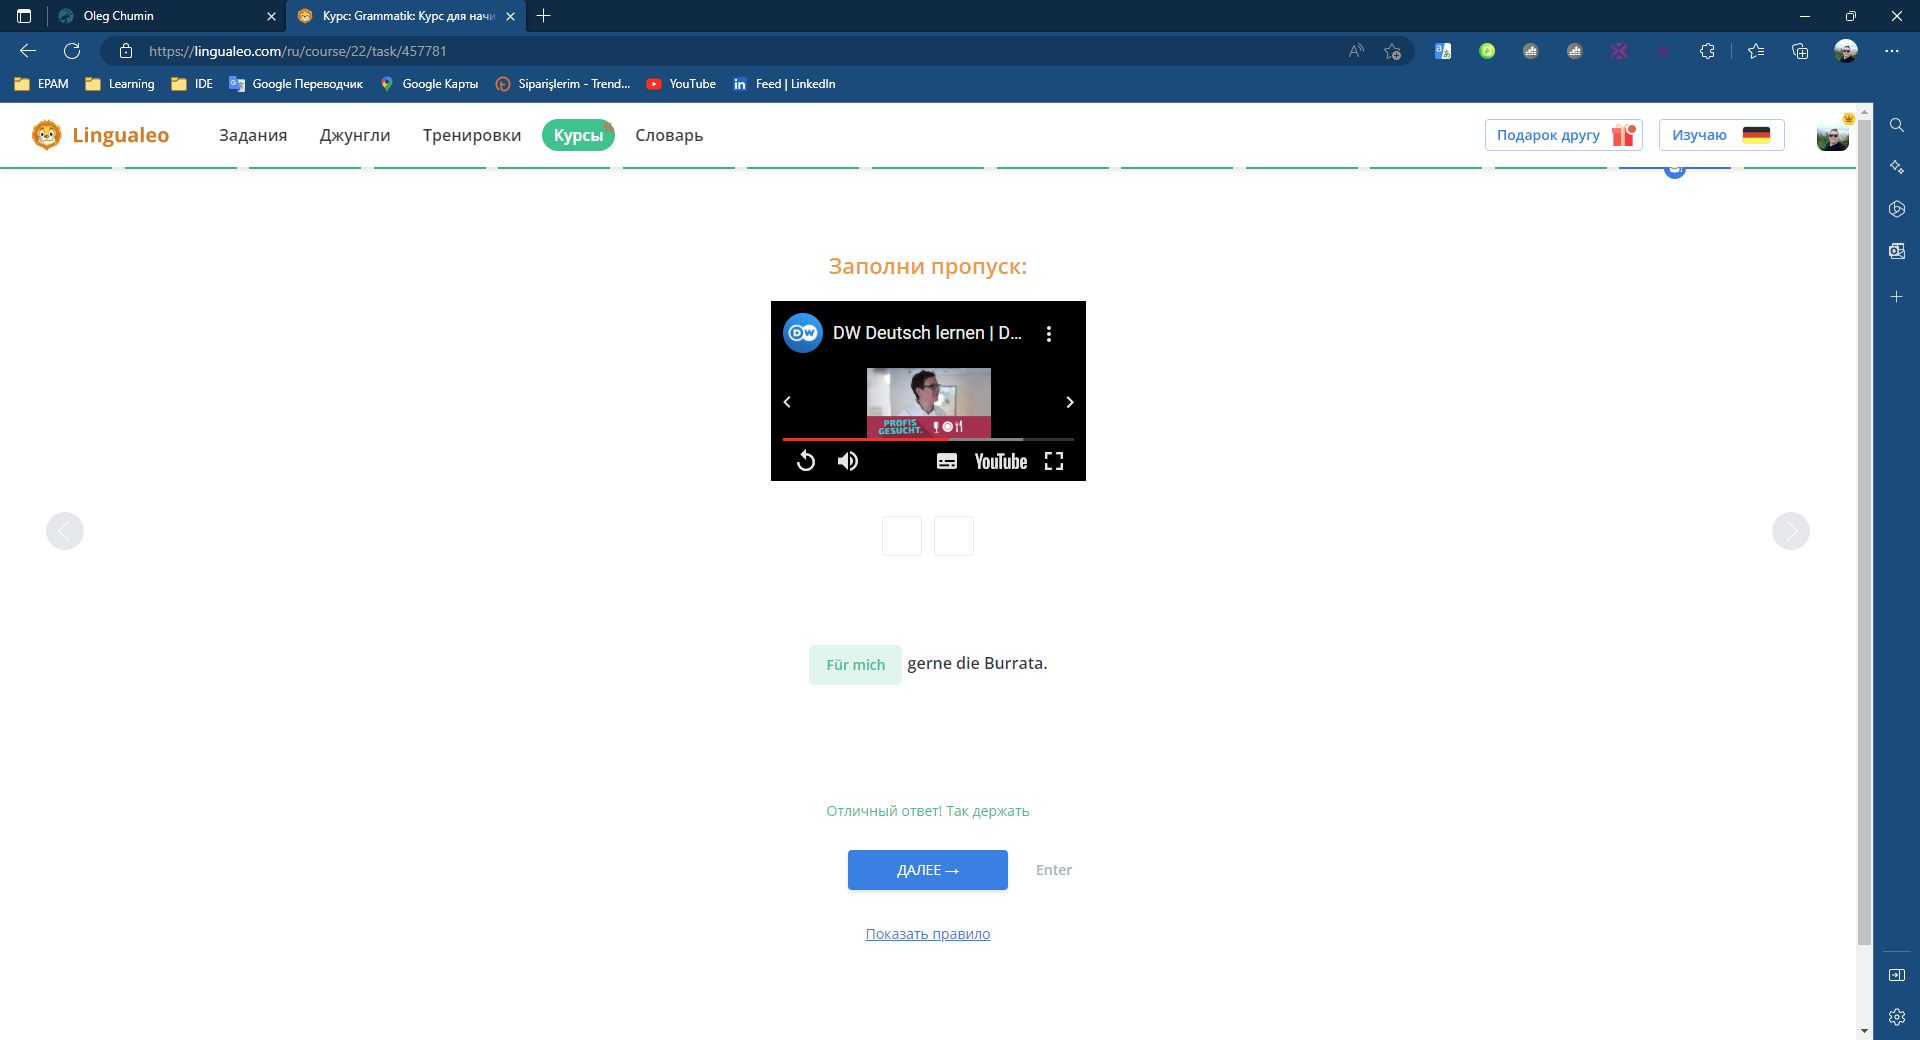 Oleg Chumin
Курс: Grammatik: Курс для начи
https://lingualeo.com/ru/course/22/task/457781
EPAM
Learning
IDE
Google Переводчик
Google Карты
Siparişlerim - Trend...
YouTube
Feed | LinkedIn
Lingualeo
Задания
Джунгли
Тренировки
Курсы
Словарь
Подарок другу
Изучаю
Заполни пропуск:
DW
DW Deutsch lernen | D...
PROFIS
GESUCHT.
YouTube
Für mich gerne die Burrata.
Отличный ответ! Так держать
ДАЛЕЕ →
Enter
Показать правило